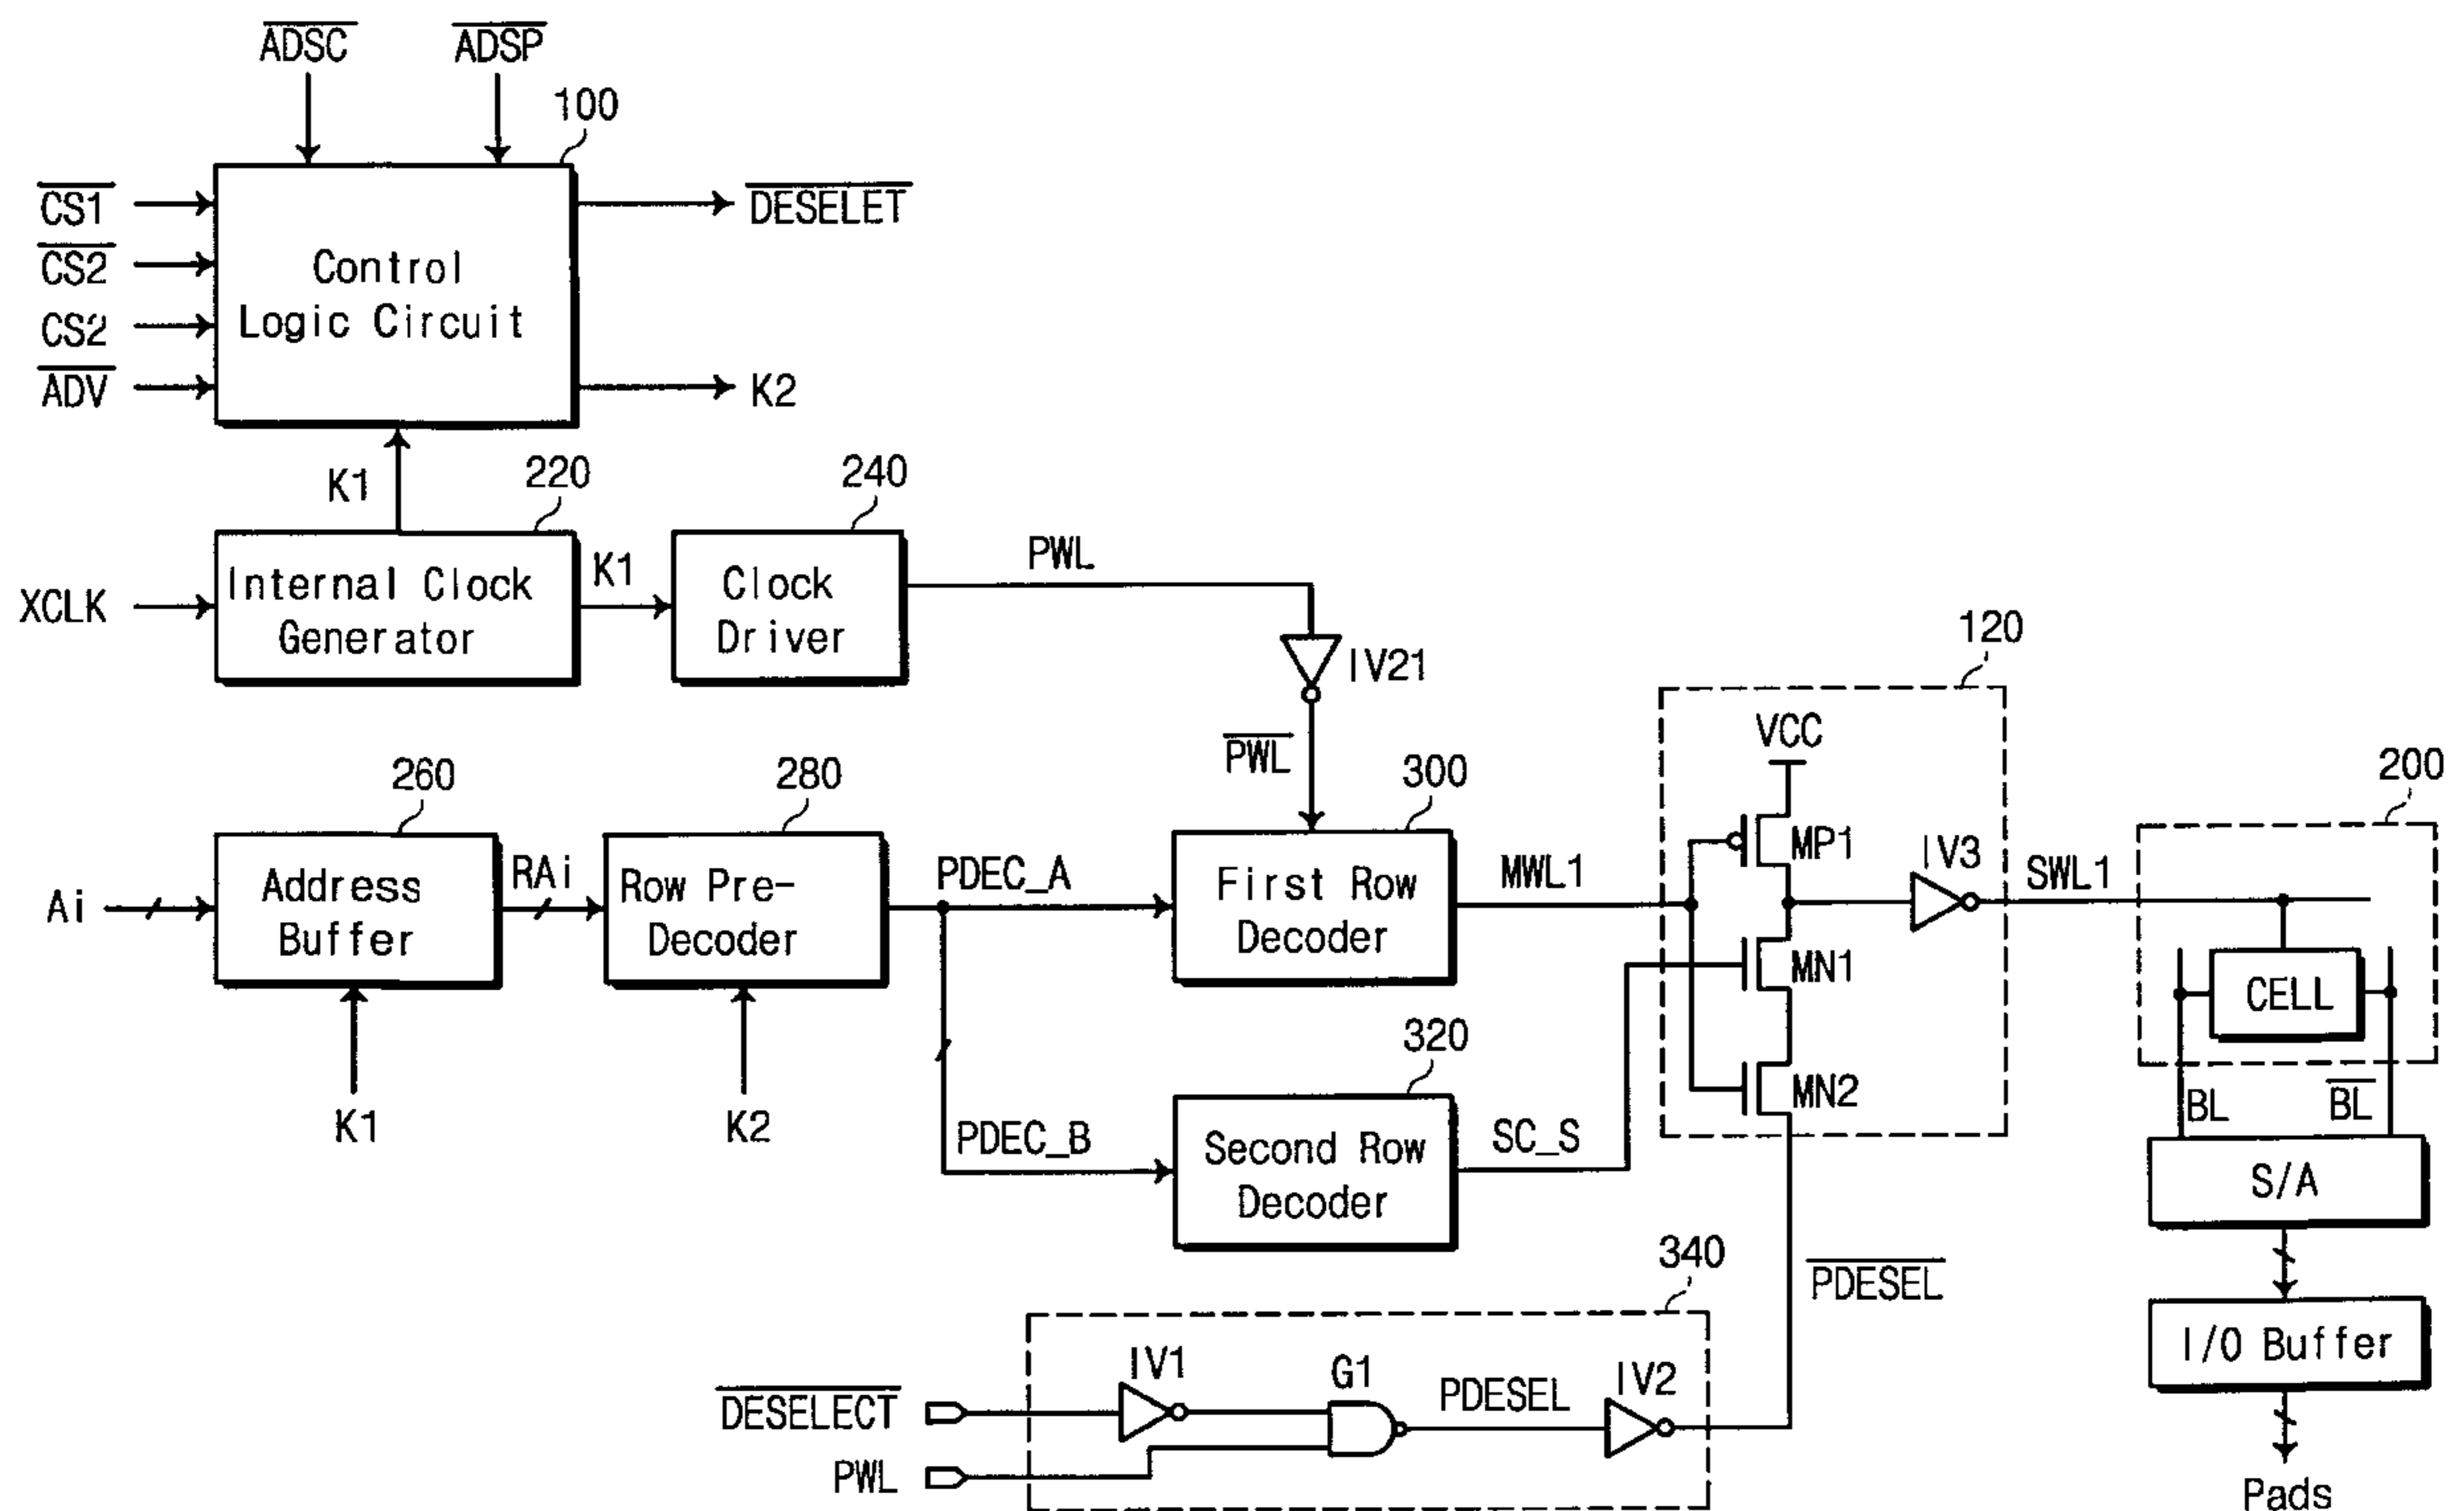 ADSC
ADSP
100
CS1
CS2
CS2
ADV
Control
Logic Circuit
DESELET
K2
K1
220
240
XCLK
Internal Clock
Generator
K1
Clock
Driver
PWL
IV21
PWL
120
VCC
200
260
280
300
Ai
Address
Buffer
RAi
Row Pre-
Decoder
PDEC_A
First Row
Decoder
MWL1
MP1
IV3
SWL1
MN1
CELL
K1
K2
320
MN2
BL
BL
PDEC_B
Second Row
Decoder
SC_S
S/A
340
PDESEL
I/O Buffer
DESELECT
IV1
G1
PDESEL
IV2
PWL
Pads